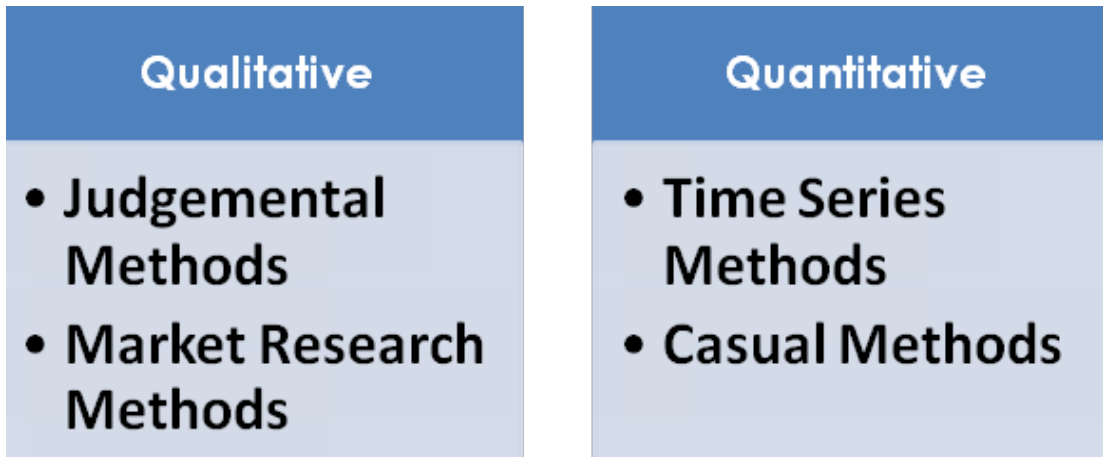 Qualitative
• Judgemental
Methods
• Market Research
Methods
Quantitative
• Time Series
Methods
• Casual Methods